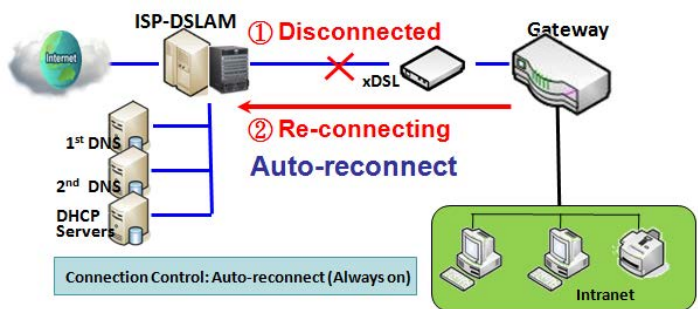 ISP-DSLAM
① Disconnected
Gateway
Internet
xDSL
② Re-connecting
1st DNS
Auto-reconnect
2nd DNS
DHCP
Servers
Connection Control: Auto-reconnect (Always on)
Intranet